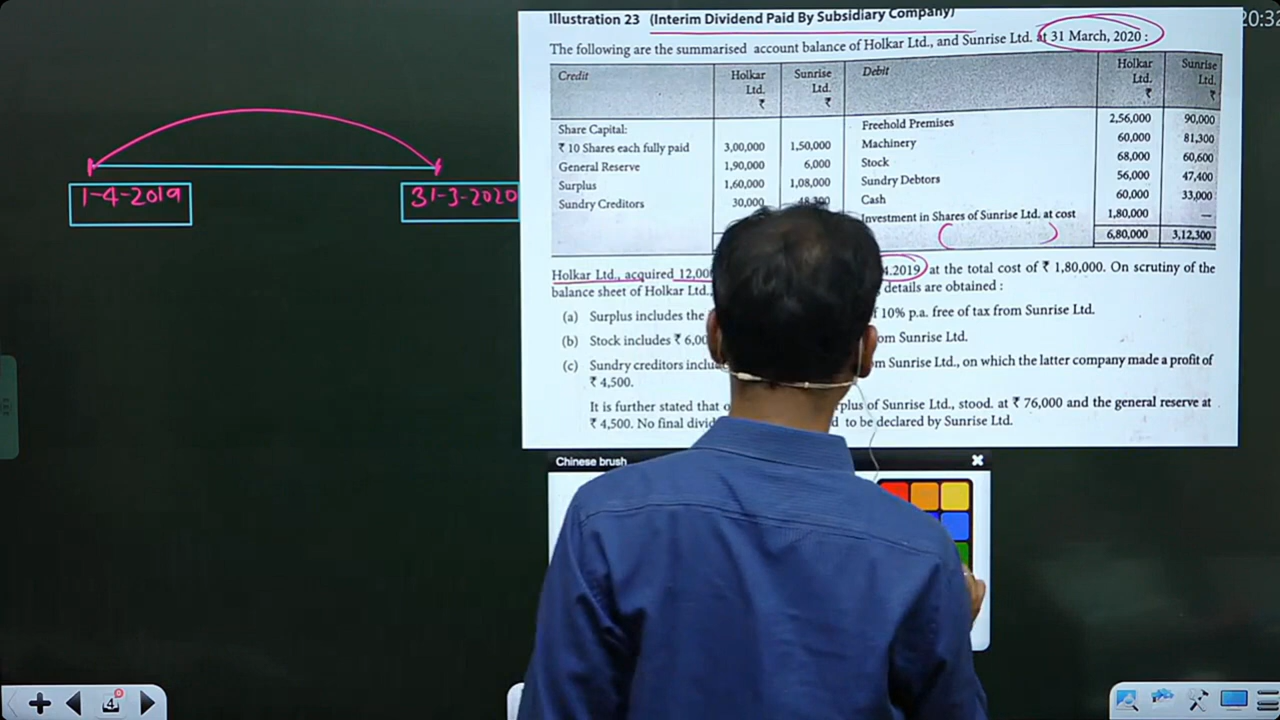 Illustration 23 (Interim Dividend Paid By Subsidiary Company)
20:32
The following are the summarised account balance of Holkar Ltd., and Sunrise Ltd. at 31 March, 2020 :
Credit Holkar Ltd. ₹ Sunrise Ltd. ₹ Debit Holkar Ltd. ₹ Sunrise Ltd. ₹
Share Capital: Freehold Premises 2,56,000 90,000
₹ 10 Shares each fully paid 3,00,000 1,50,000 Machinery 60,000 81,300
General Reserve 1,90,000 6,000 Stock 68,000 60,600
Surplus 1,60,000 1,08,000 Sundry Debtors 56,000 47,400
Sundry Creditors 30,000 48,300 Cash 60,000 33,000
Investment in Shares of Sunrise Ltd. at cost 1,80,000 —
6,80,000 3,12,300
1-4-2019
31-3-2020
Holkar Ltd., acquired 12,00 4.2019 at the total cost of ₹ 1,80,000. On scrutiny of the
balance sheet of Holkar Ltd., details are obtained :
(a) Surplus includes the 10% p.a. free of tax from Sunrise Ltd.
(b) Stock includes ₹ 6,00 om Sunrise Ltd.
(c) Sundry creditors inclu m Sunrise Ltd., on which the latter company made a profit of
₹ 4,500.
It is further stated that plus of Sunrise Ltd., stood. at ₹ 76,000 and the general reserve at
₹ 4,500. No final divid d to be declared by Sunrise Ltd.
Chinese brush
4
0